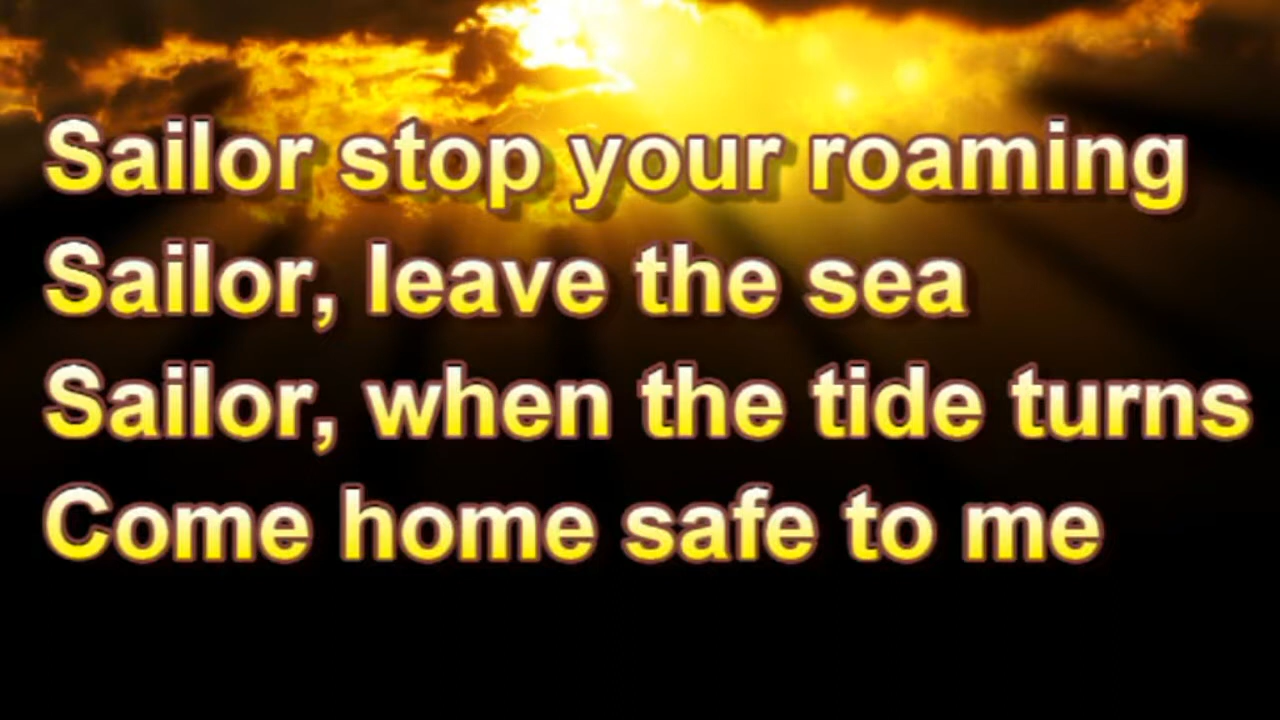 Sailor stop your roaming
Sailor, leave the sea
Sailor, when the tide turns
Come home safe to me